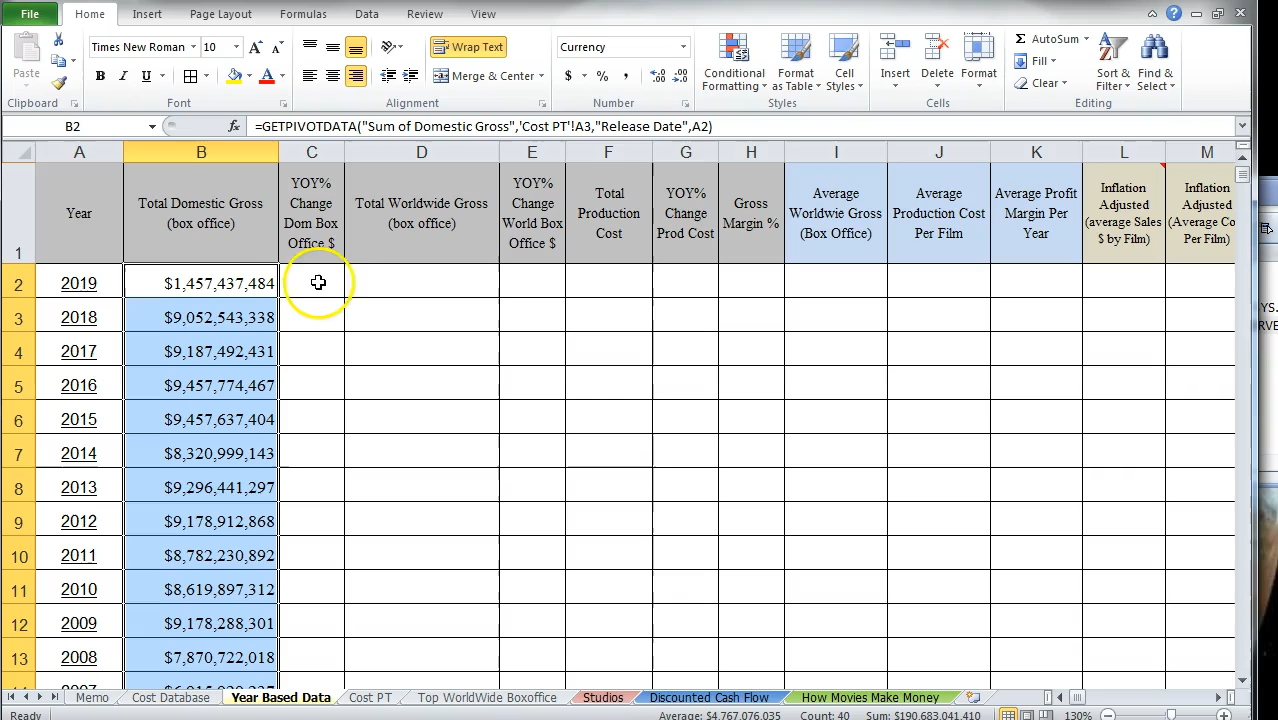 File Home Insert Page Layout Formulas Data Review View
Times New Roman 10 A A Wrap Text Currency
Paste B I U A Merge & Center $ % , Conditional Formatting Format as Table Cell Styles Insert Delete Format Σ AutoSum Fill Clear Sort & Filter Find & Select
Clipboard Font Alignment Number Styles Cells Editing
B2 fx =GETPIVOTDATA("Sum of Domestic Gross",'Cost PT'!A3,"Release Date",A2)
A B C D E F G H I J K L M
1 Year Total Domestic Gross (box office) YOY% Change Dom Box Office $ Total Worldwide Gross (box office) YOY% Change World Box Office $ Total Production Cost YOY% Change Prod Cost Gross Margin % Average Worldwie Gross (Box Office) Average Production Cost Per Film Average Profit Margin Per Year Inflation Adjusted (average Sales $ by Film) Inflation Adjusted (Average Co Per Film)
2 2019 $1,457,437,484
3 2018 $9,052,543,338
4 2017 $9,187,492,431
5 2016 $9,457,774,467
6 2015 $9,457,637,404
7 2014 $8,320,999,143
8 2013 $9,296,441,297
9 2012 $9,178,912,868
10 2011 $8,782,230,892
11 2010 $8,619,897,312
12 2009 $9,178,288,301
13 2008 $7,870,722,018
Memo Cost Database Year Based Data Cost PT Top WorldWide Boxoffice Studios Discounted Cash Flow How Movies Make Money
Ready Average: $4,767,076,035 Count: 40 Sum: $190,683,041,410 130%